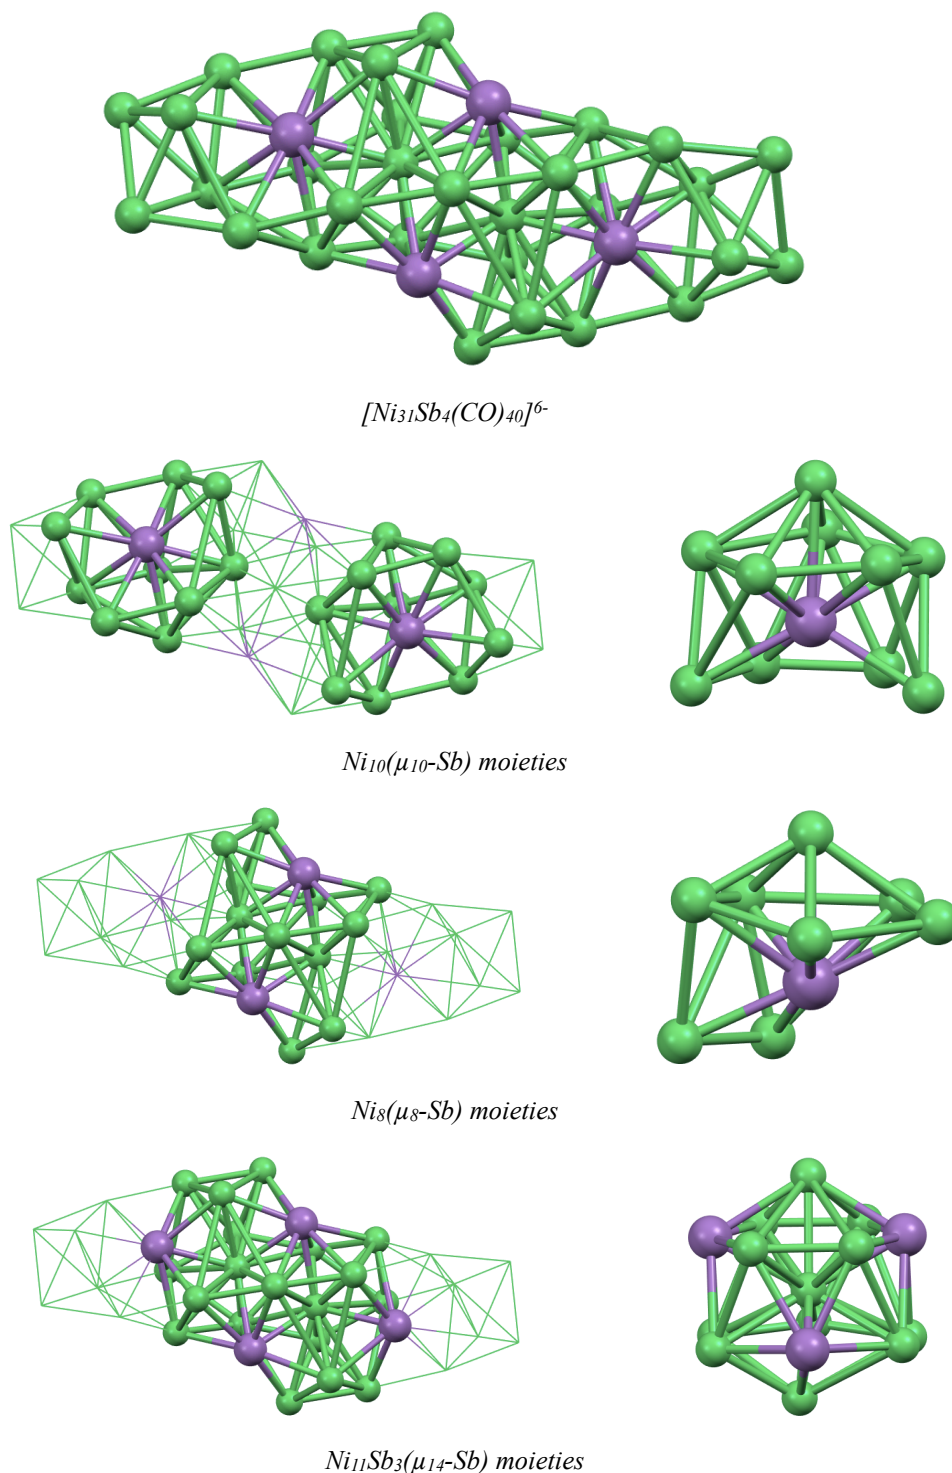 [Ni₃₁Sb₄(CO)₄₀]⁶⁻
Ni₁₀(μ₁₀-Sb) moieties
Ni₈(μ₈-Sb) moieties
Ni₁₁Sb₃(μ₁₄-Sb) moieties